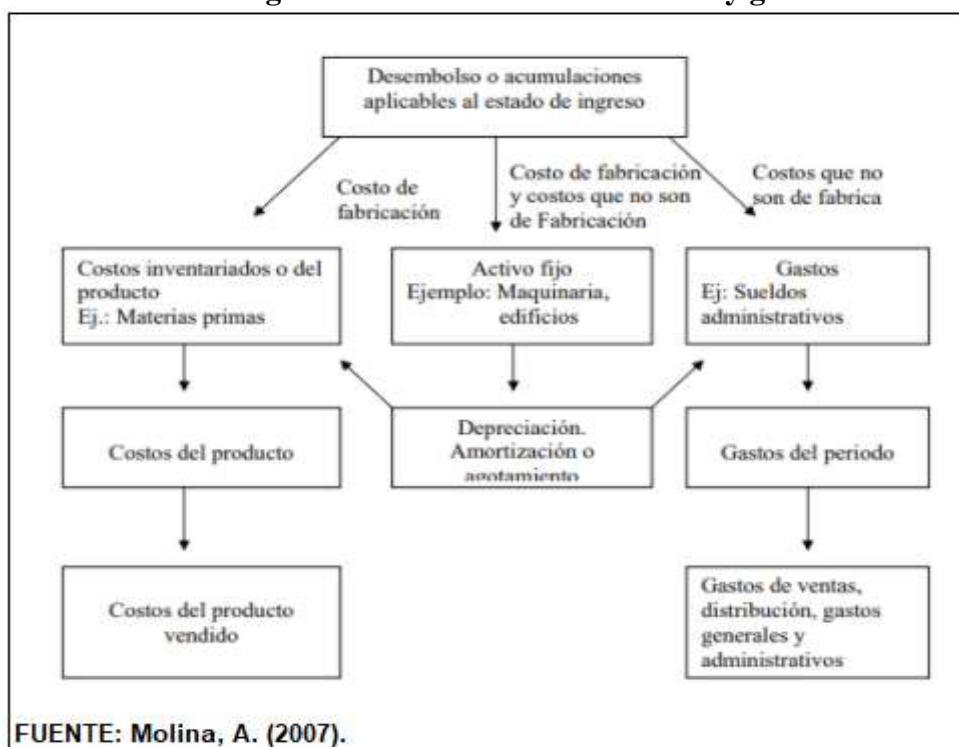 Desembolso o acumulaciones
aplicables al estado de ingreso
Costo de
fabricación
Costo de fabricación
y costos que no son
de Fabricación
Costos que no
son de fabrica
Costos inventariados o del
producto
Ej.: Materias primas
Activo fijo
Ejemplo: Maquinaria,
edificios
Gastos
Ej: Sueldos
administrativos
Costos del producto
Depreciación.
Amortización o
agotamiento
Gastos del periodo
Costos del producto
vendido
Gastos de ventas,
distribución, gastos
generales y
administrativos
FUENTE: Molina, A. (2007).